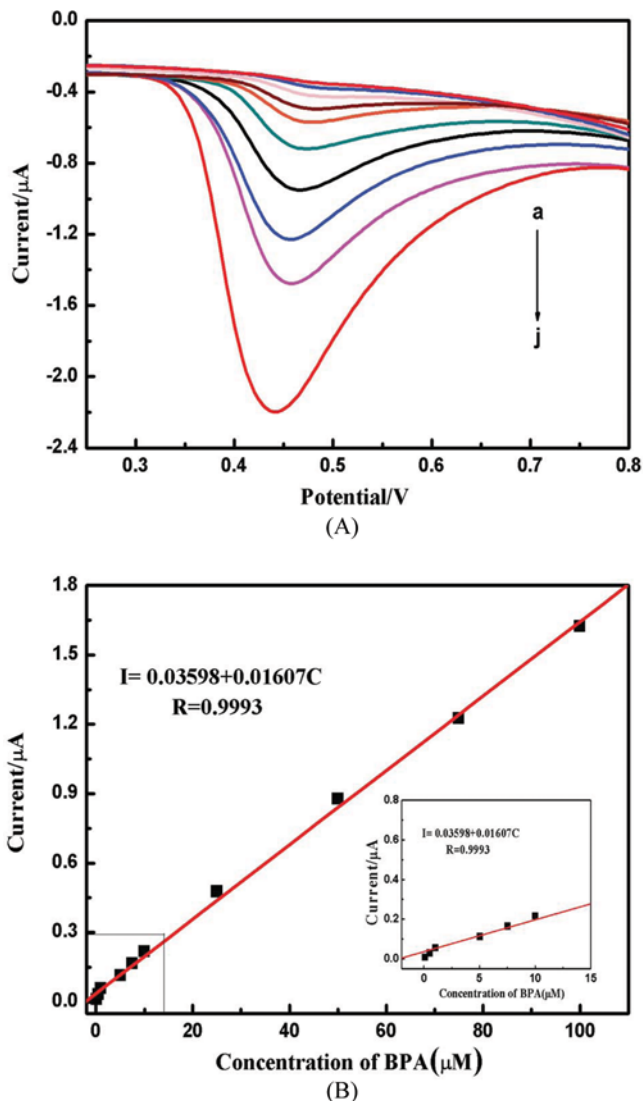 0.0
-0.4
-0.8
-1.2
-1.6
-2.0
-2.4
Current/μA
a
j
0.3 0.4 0.5 0.6 0.7 0.8
Potential/V
(A)
1.8
1.5
1.2
0.9
0.6
0.3
0.0
Current/μA
I= 0.03598+0.01607C
R=0.9993
0.8
0.6
0.4
0.2
0.0
Current/μA
I= 0.03598+0.01607C
R=0.9993
0 5 10 15
Concentration of BPA(μM)
0 20 40 60 80 100
Concentration of BPA(μM)
(B)